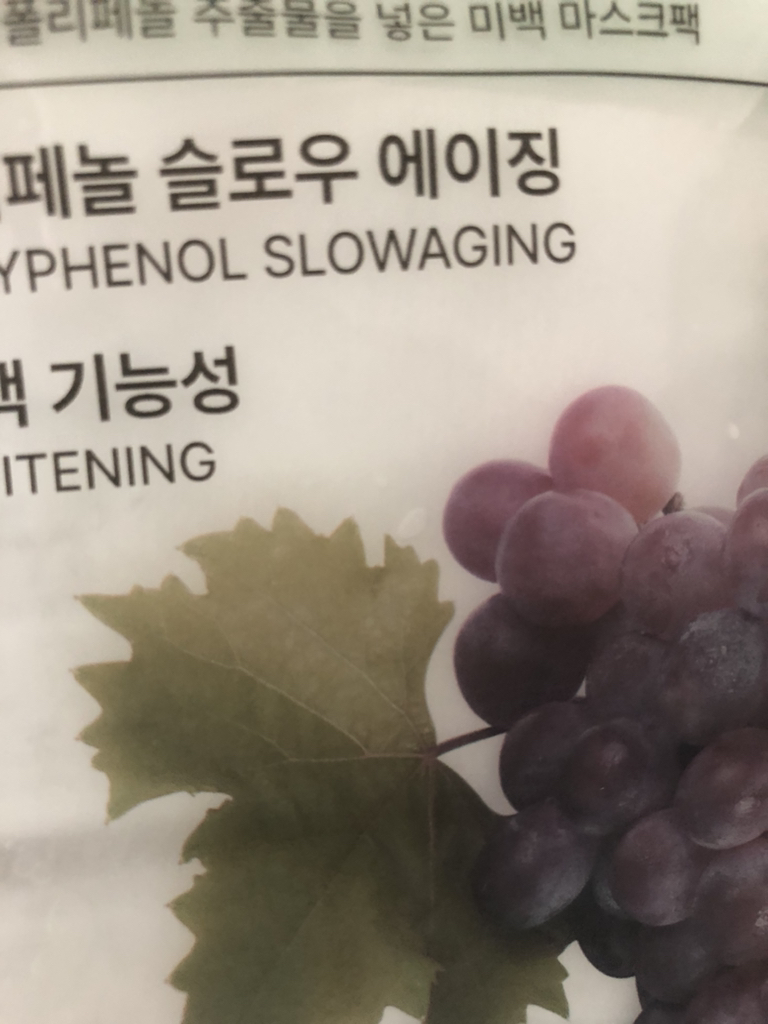 폴리페놀 추출물을 넣은 미백 마스크팩
페놀 슬로우 에이징
YPHENOL SLOWAGING
백 기능성
ITENING